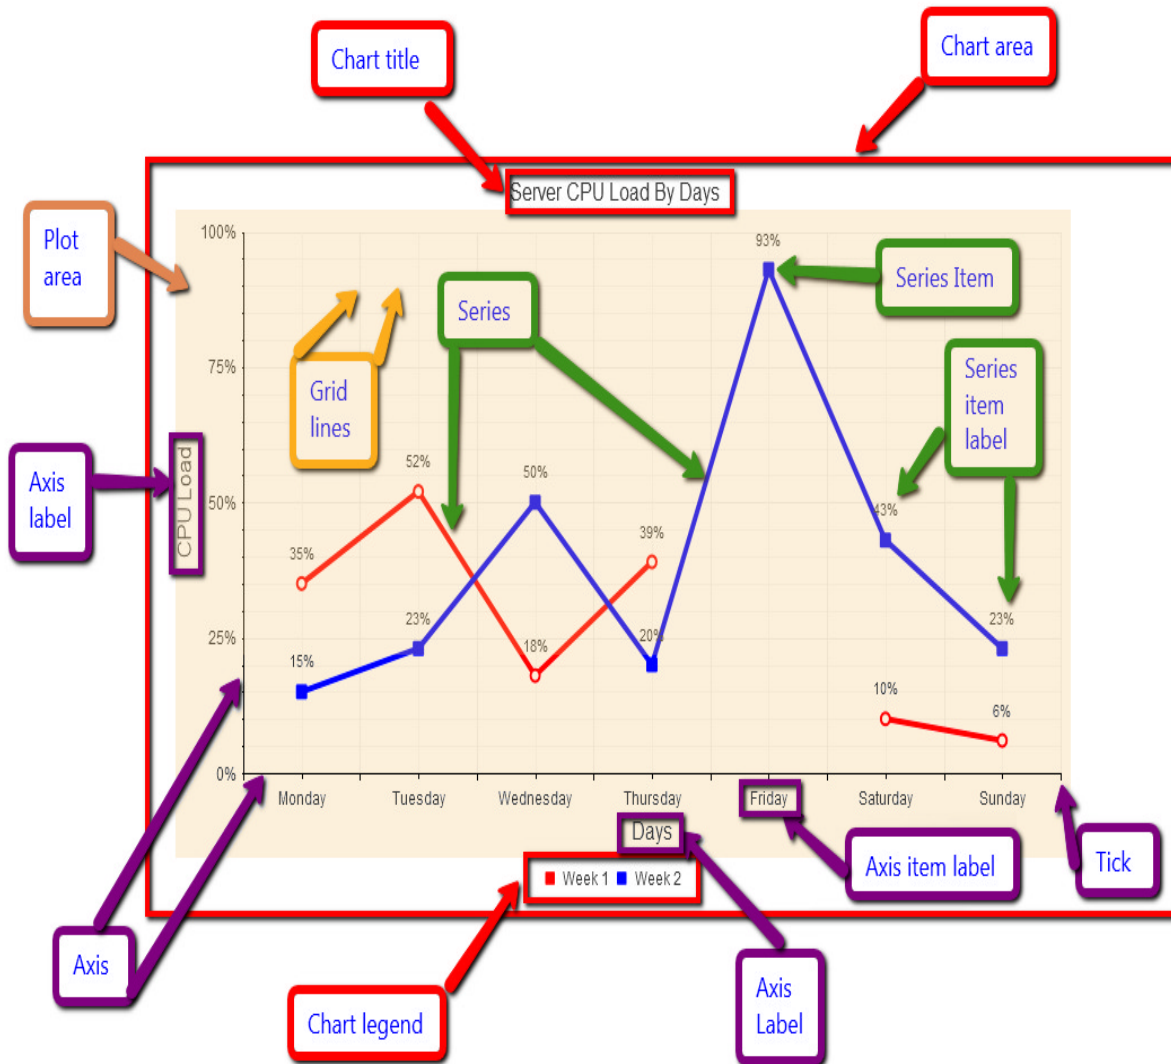 Chart title
Chart area
Server CPU Load By Days
Plot
area
100%
93%
Series Item
Series
75%
Grid
lines
Series
item
label
Axis
label
CPU Load
52%
50%
50%
43%
39%
35%
25%
23%
20%
18%
23%
15%
10%
6%
0%
Monday
Tuesday
Wednesday
Thursday
Friday
Saturday
Sunday
Days
Axis item label
Tick
Week 1
Week 2
Axis
Chart legend
Axis
Label